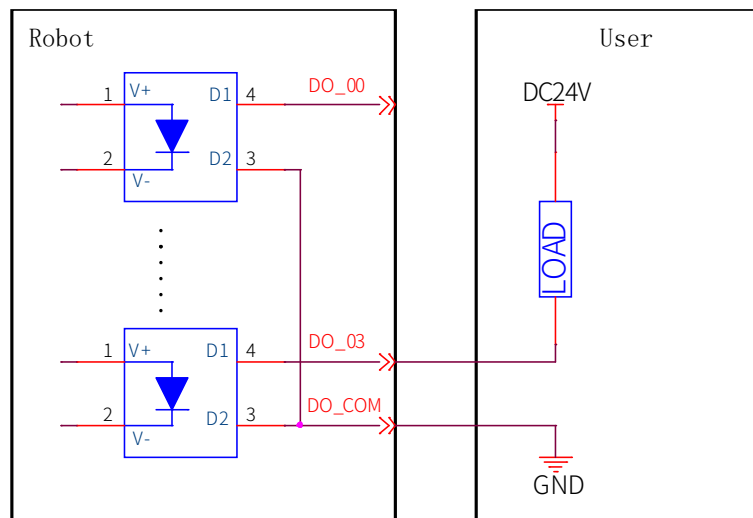 Robot
User
1 V+ D1 4 DO_00
2 V- D2 3
DC24V
LOAD
1 V+ D1 4 DO_03
2 V- D2 3 DO_COM
GND